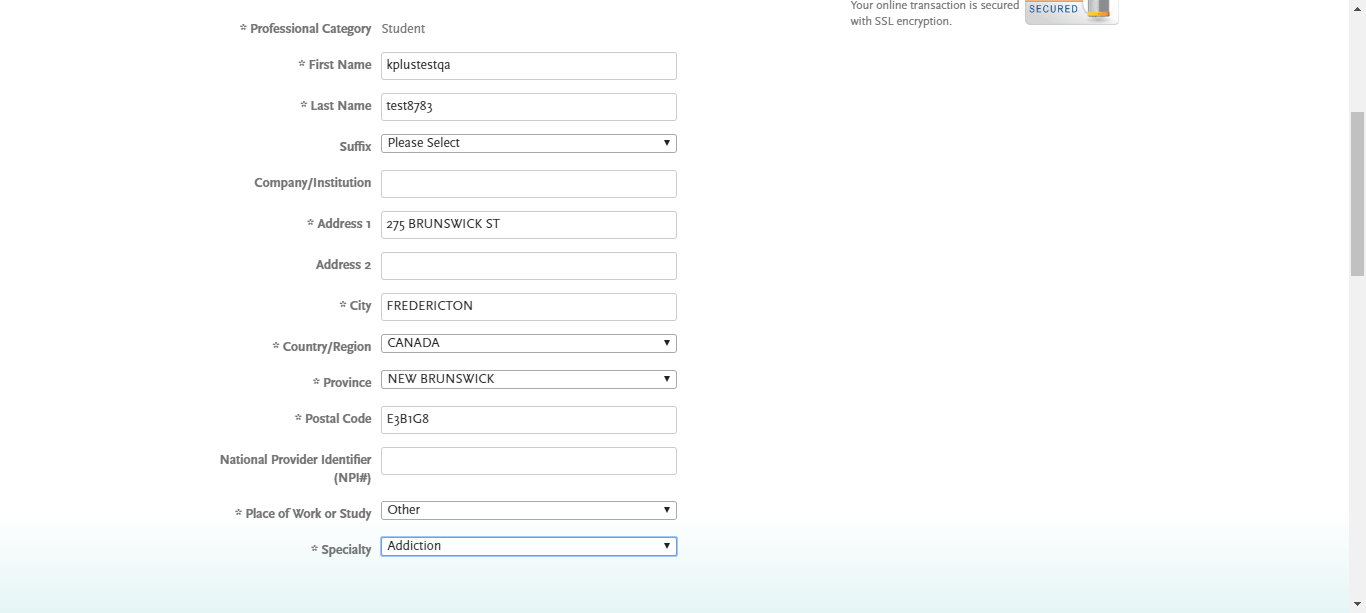 Your online transaction is secured
with SSL encryption.
SECURED
* Professional Category Student
* First Name kplustestqa
* Last Name test8783
Suffix Please Select
Company/Institution
* Address 1 275 BRUNSWICK ST
Address 2
* City FREDERICTON
* Country/Region CANADA
* Province NEW BRUNSWICK
* Postal Code E3B1G8
National Provider Identifier
(NPI#)
* Place of Work or Study Other
* Specialty Addiction